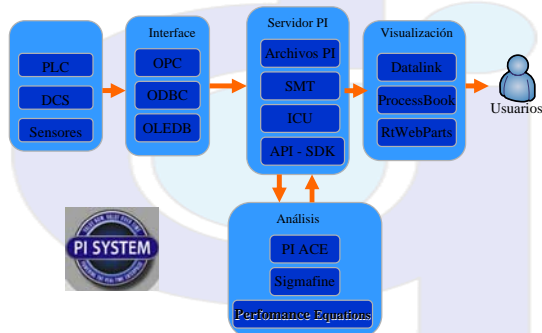 PLC
DCS
Sensores
Interface
OPC
ODBC
OLEDB
Servidor PI
Archivos PI
SMT
ICU
API - SDK
Visualización
Datalink
ProcessBook
RtWebParts
Usuarios
Análisis
PI ACE
Sigmafine
Perfomance Equations
PI SYSTEM